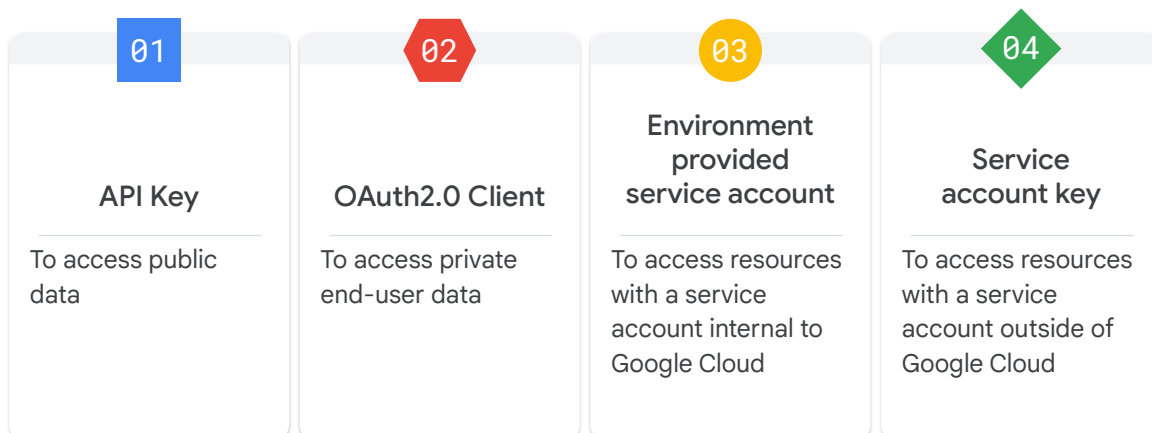 01
API Key
To access public
data
02
OAuth2.0 Client
To access private
end-user data
03
Environment
provided
service account
To access resources
with a service
account internal to
Google Cloud
04
Service
account key
To access resources
with a service
account outside of
Google Cloud